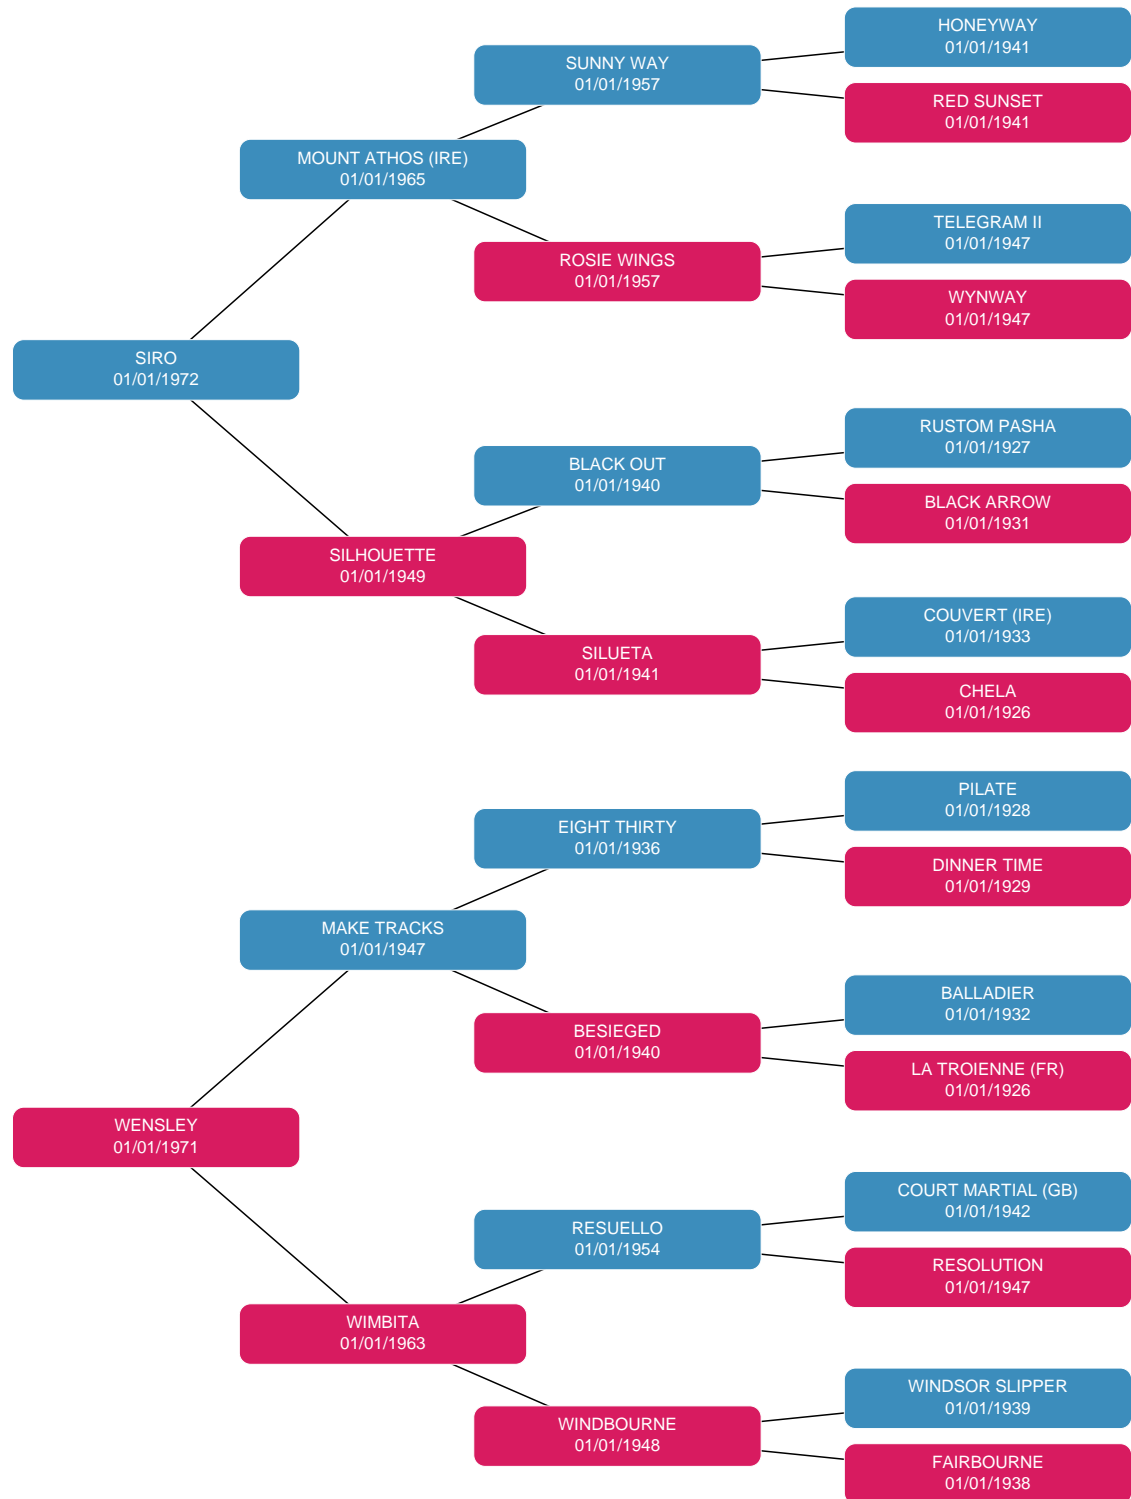 HONEYWAY
01/01/1941
SUNNY WAY
01/01/1957
RED SUNSET
01/01/1941
MOUNT ATHOS (IRE)
01/01/1965
TELEGRAM II
01/01/1947
ROSIE WINGS
01/01/1957
WYNWAY
01/01/1947
SIRO
01/01/1972
RUSTOM PASHA
01/01/1927
BLACK OUT
01/01/1940
BLACK ARROW
01/01/1931
SILHOUETTE
01/01/1949
COUVERT (IRE)
01/01/1933
SILUETA
01/01/1941
CHELA
01/01/1926
PILATE
01/01/1928
EIGHT THIRTY
01/01/1936
DINNER TIME
01/01/1929
MAKE TRACKS
01/01/1947
BALLADIER
01/01/1932
BESIEGED
01/01/1940
LA TROIENNE (FR)
01/01/1926
WENSLEY
01/01/1971
COURT MARTIAL (GB)
01/01/1942
RESUELLO
01/01/1954
RESOLUTION
01/01/1947
WIMBITA
01/01/1963
WINDSOR SLIPPER
01/01/1939
WINDBOURNE
01/01/1948
FAIRBOURNE
01/01/1938